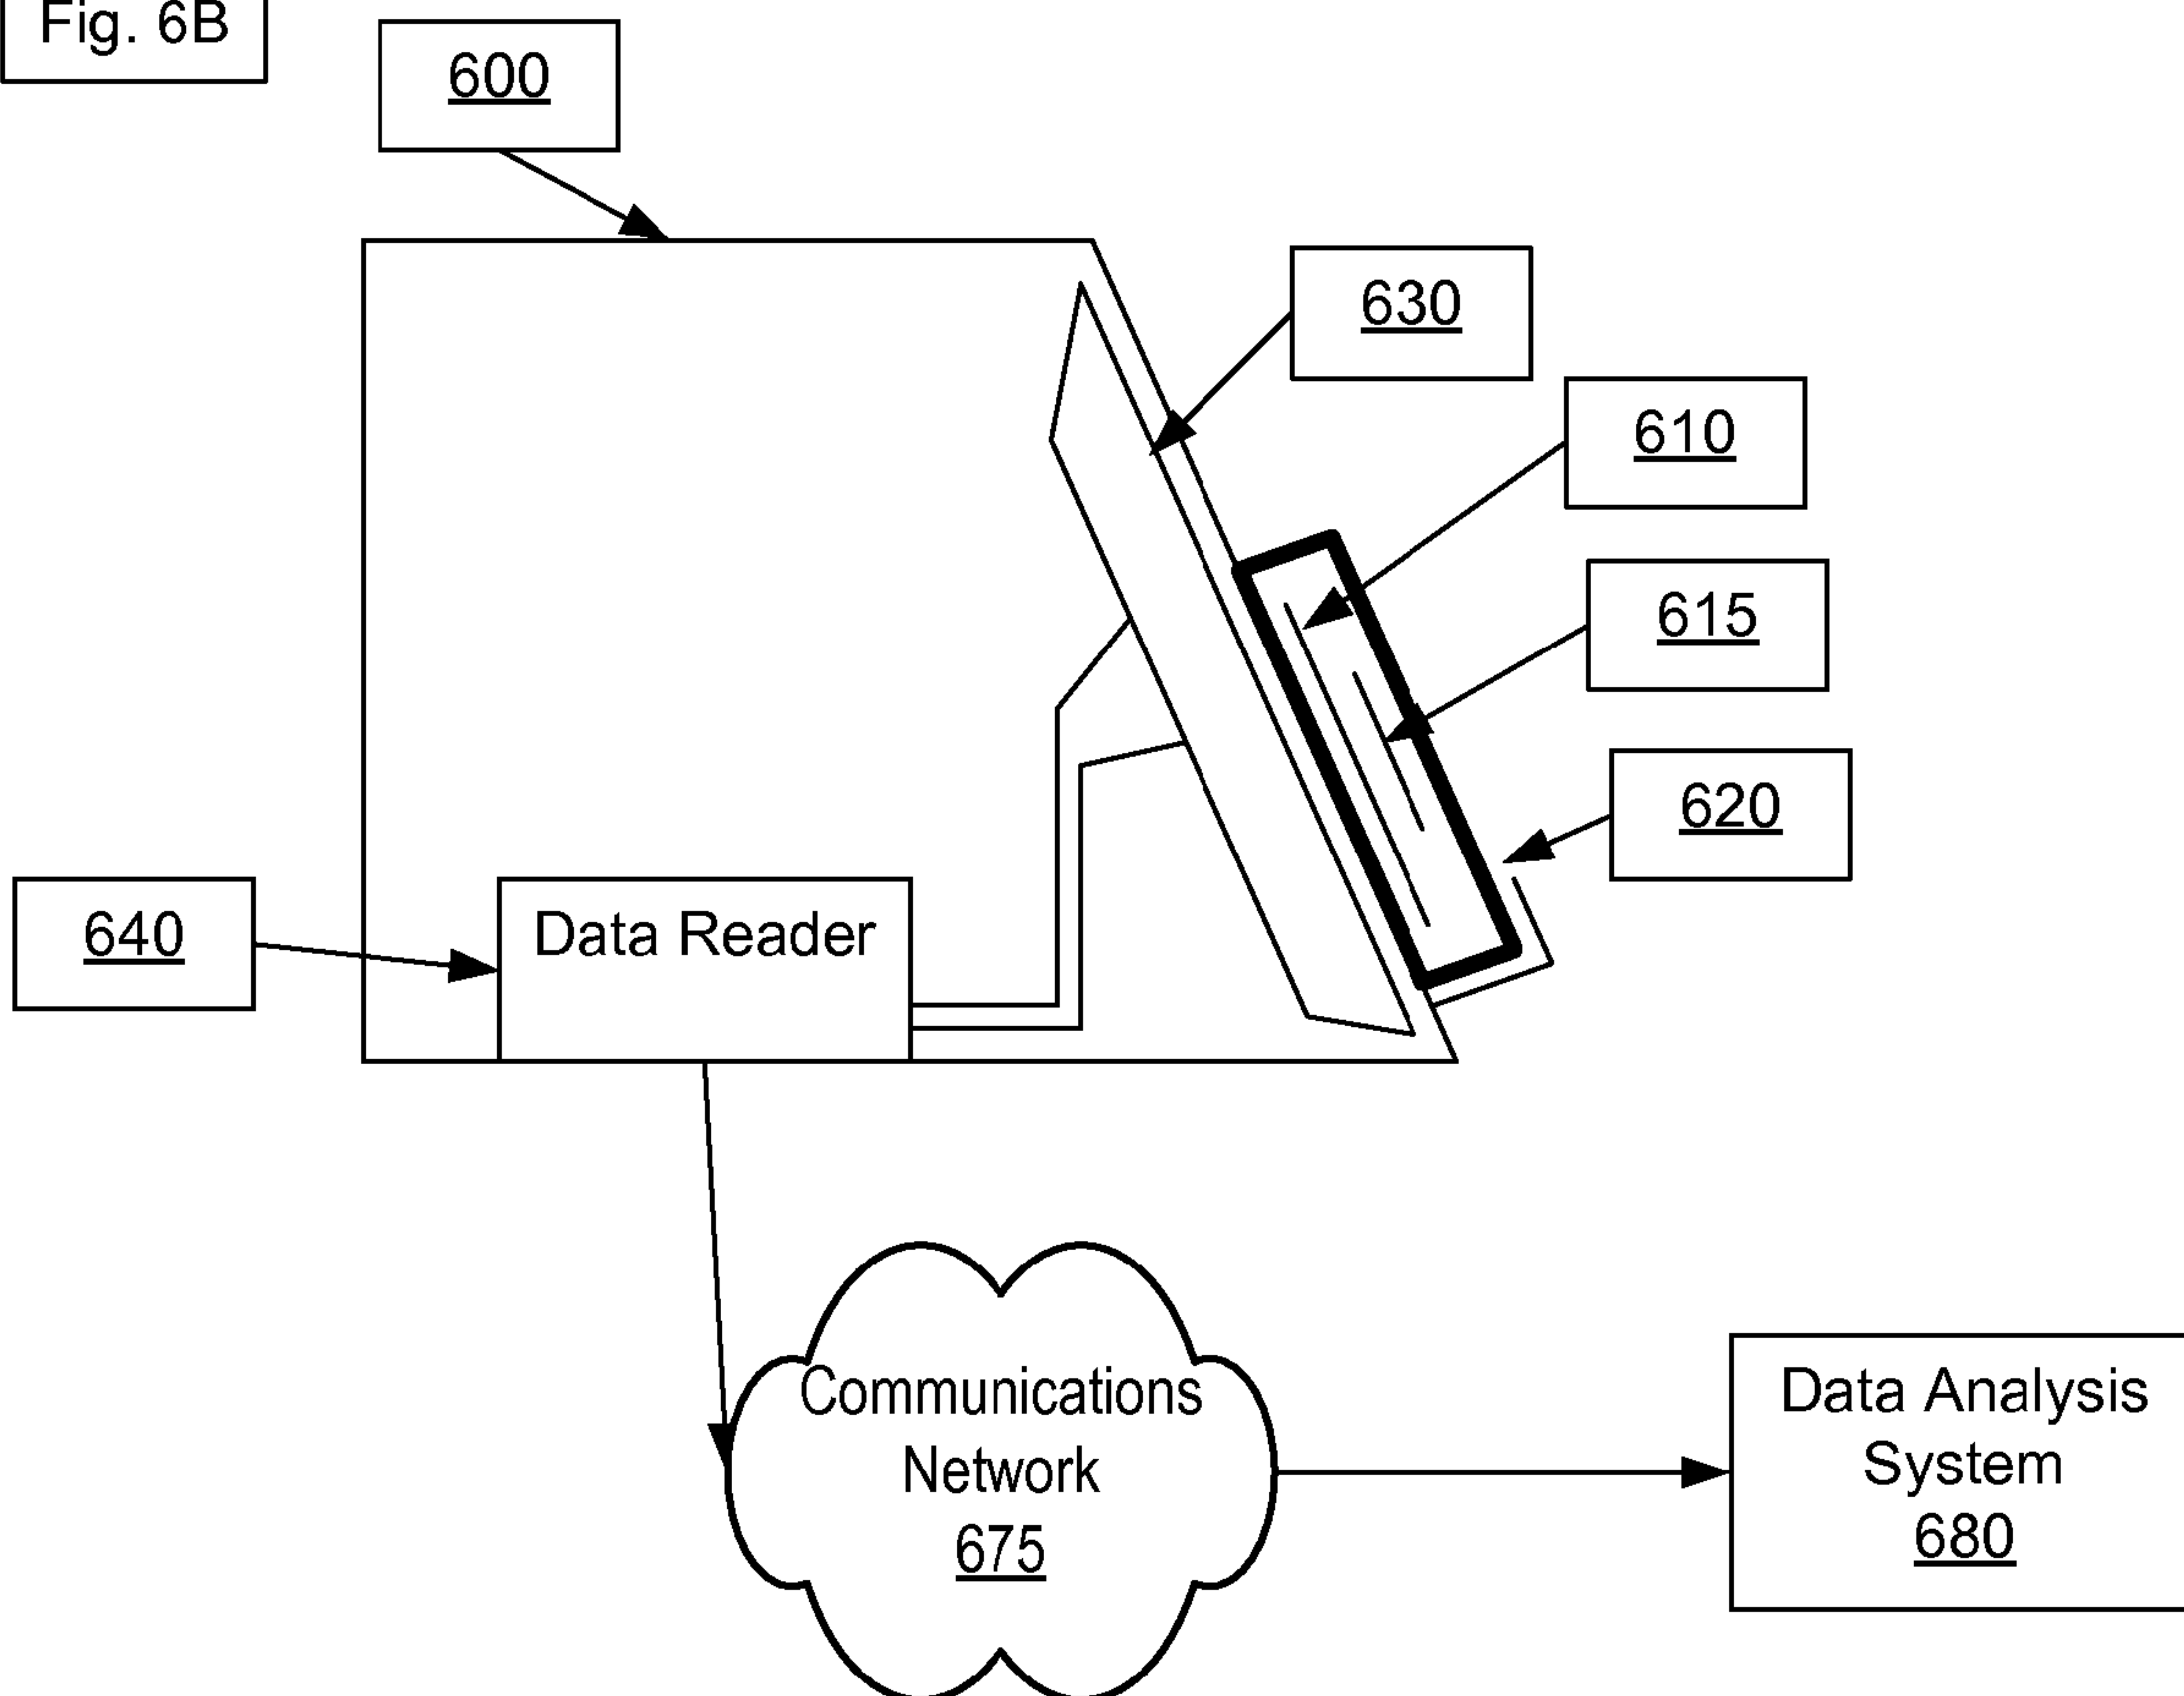 Fig. 6B
600
630
610
615
620
640
Data Reader
Communications
Network
675
Data Analysis
System
680